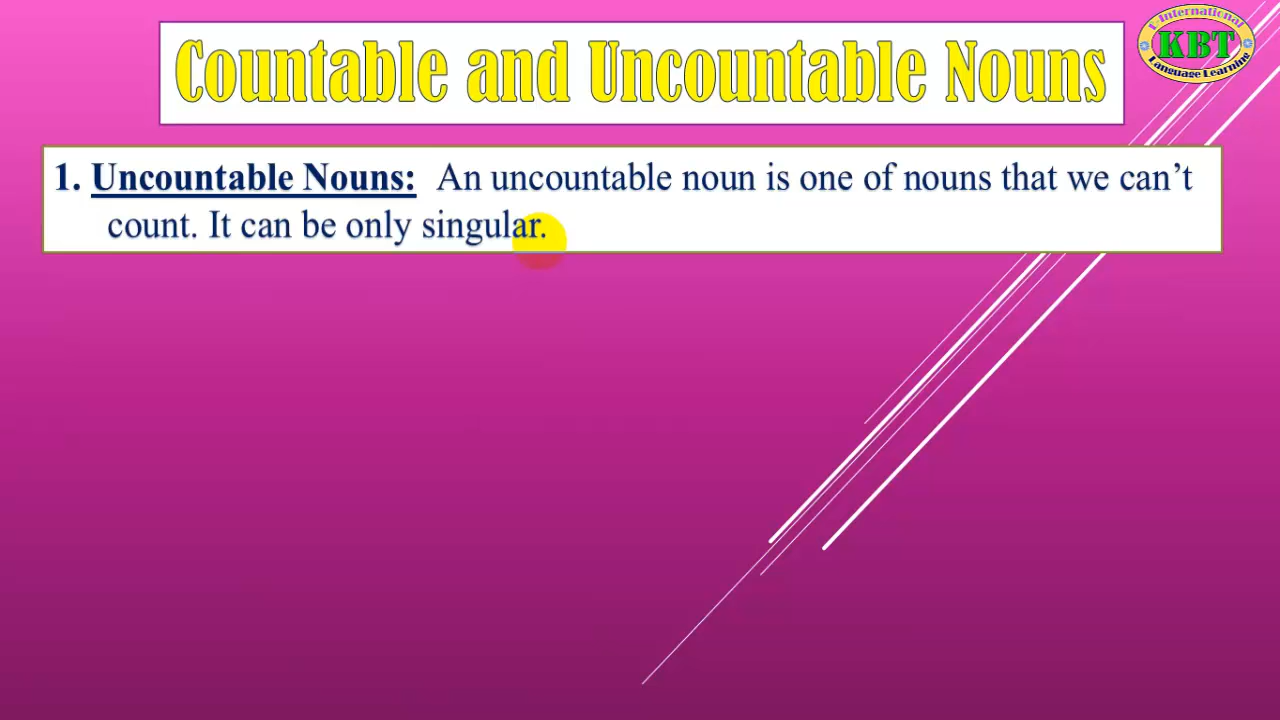 Countable and Uncountable Nouns
E-International
KBT
Language Learning
1. Uncountable Nouns: An uncountable noun is one of nouns that we can’t
count. It can be only singular.